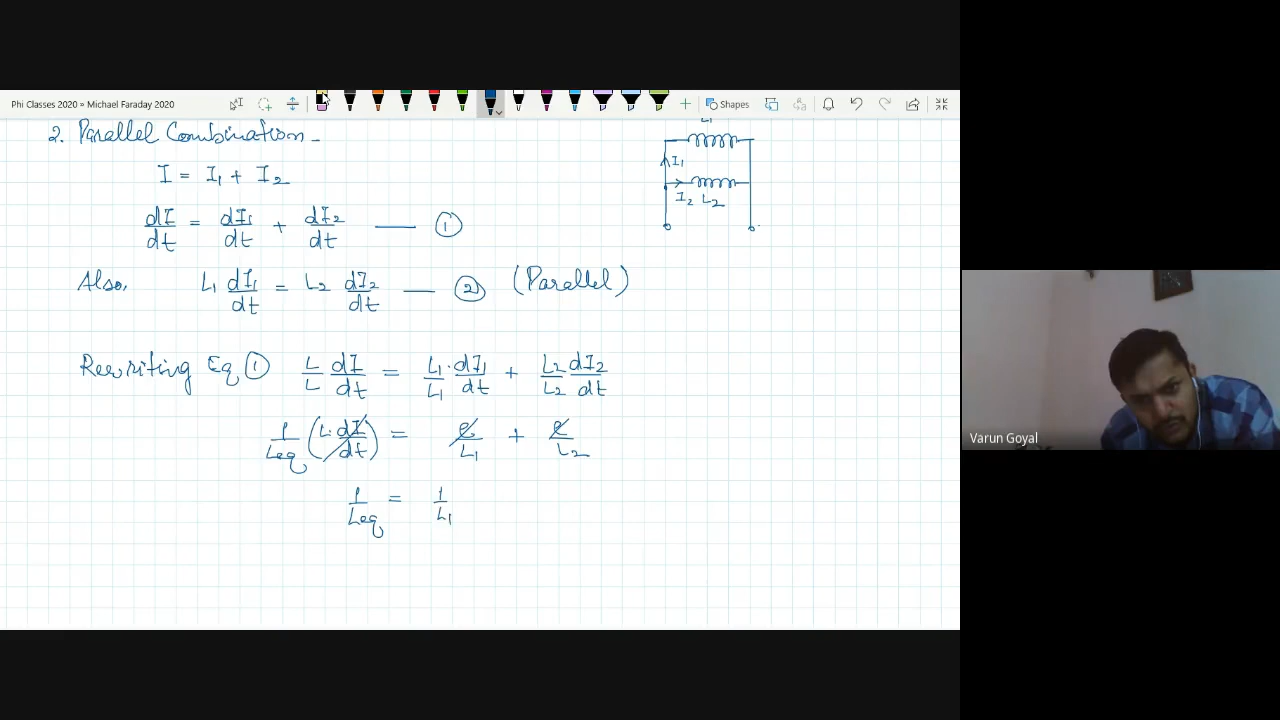 Phi Classes 2020 » Michael Faraday 2020
Shapes
2. Parallel Combination -
I = I₁ + I₂
dI/dt = dI₁/dt + dI₂/dt —— ①
Also, L₁ dI₁/dt = L₂ dI₂/dt — ② (Parallel)
Rewriting Eq ① L/L dI/dt = L₁/L₁ · dI₁/dt + L₂/L₂ dI₂/dt
1/Leq (L · dI/dt) = e/L₁ + e/L₂
1/Leq = 1/L₁
L₁
I₁
I₂ L₂
Varun Goyal